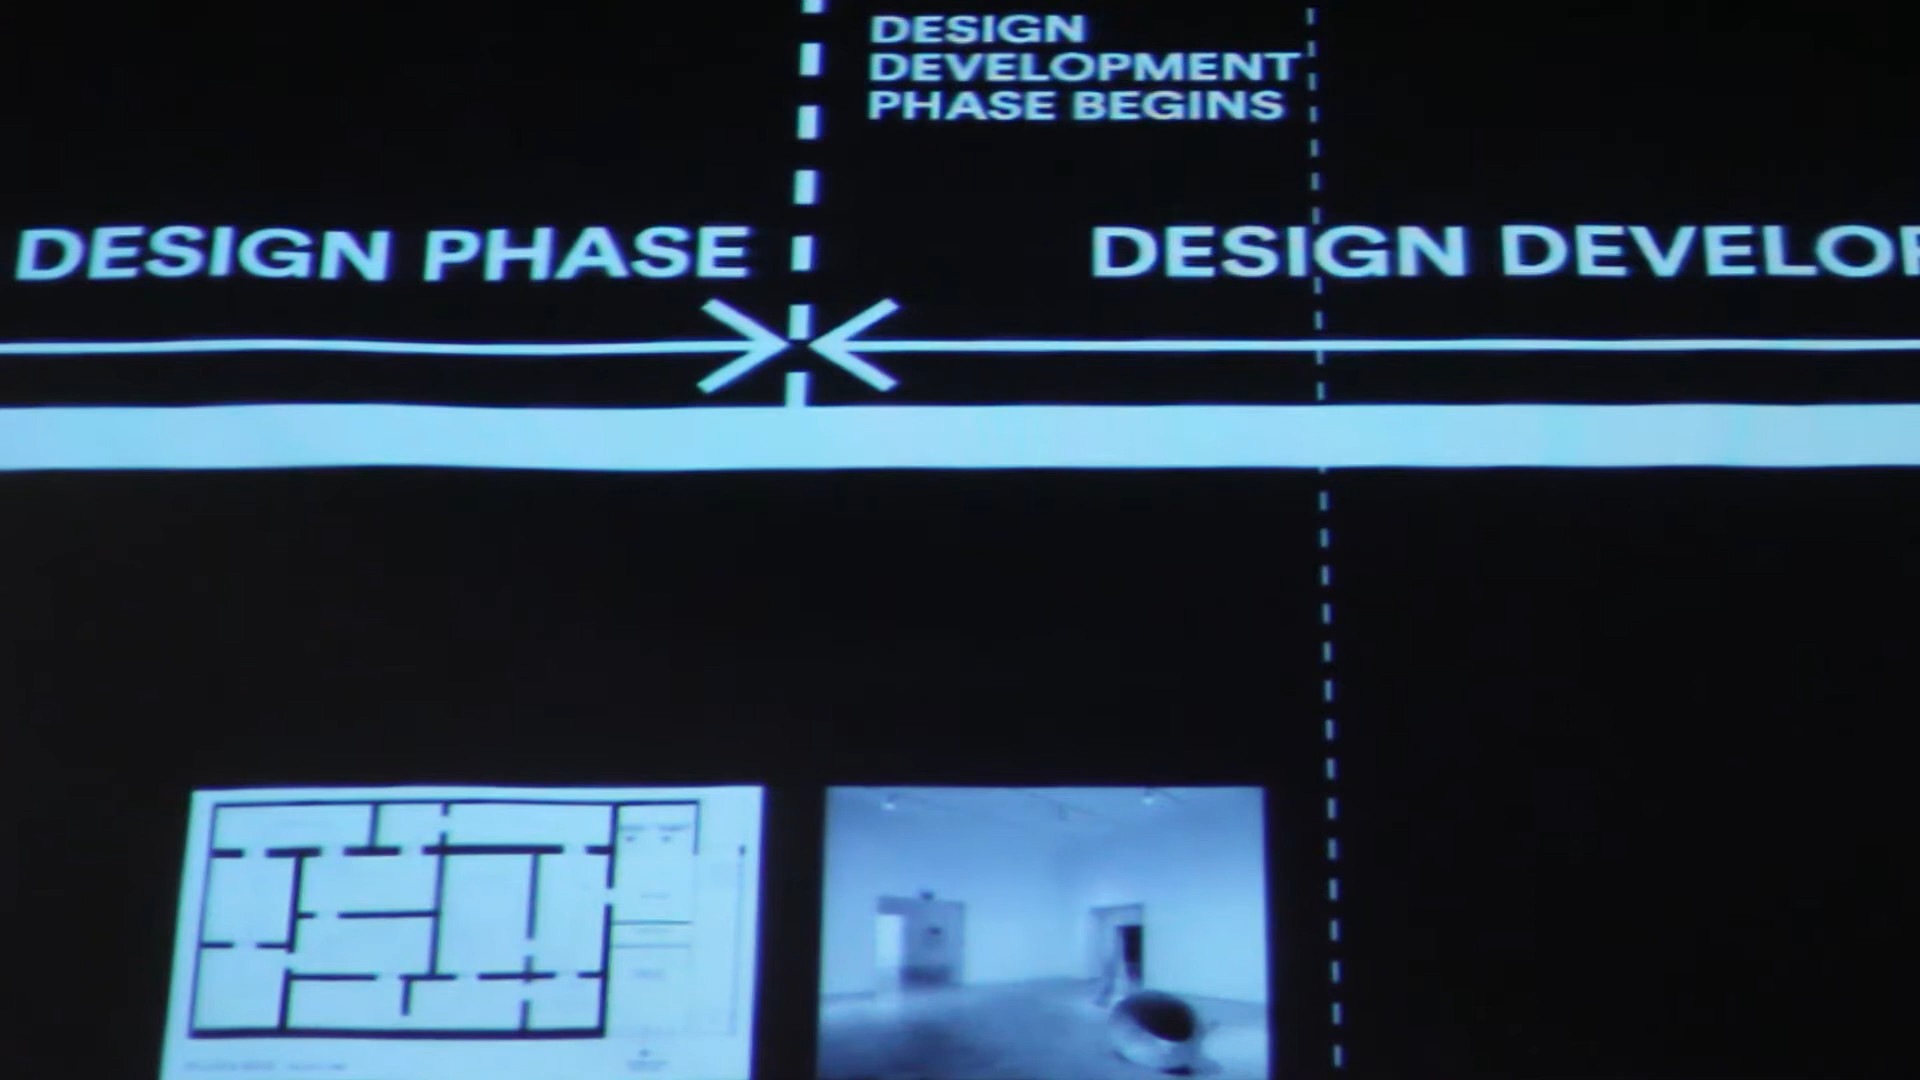 DESIGN
DEVELOPMENT
PHASE BEGINS
DESIGN PHASE
DESIGN DEVELOP